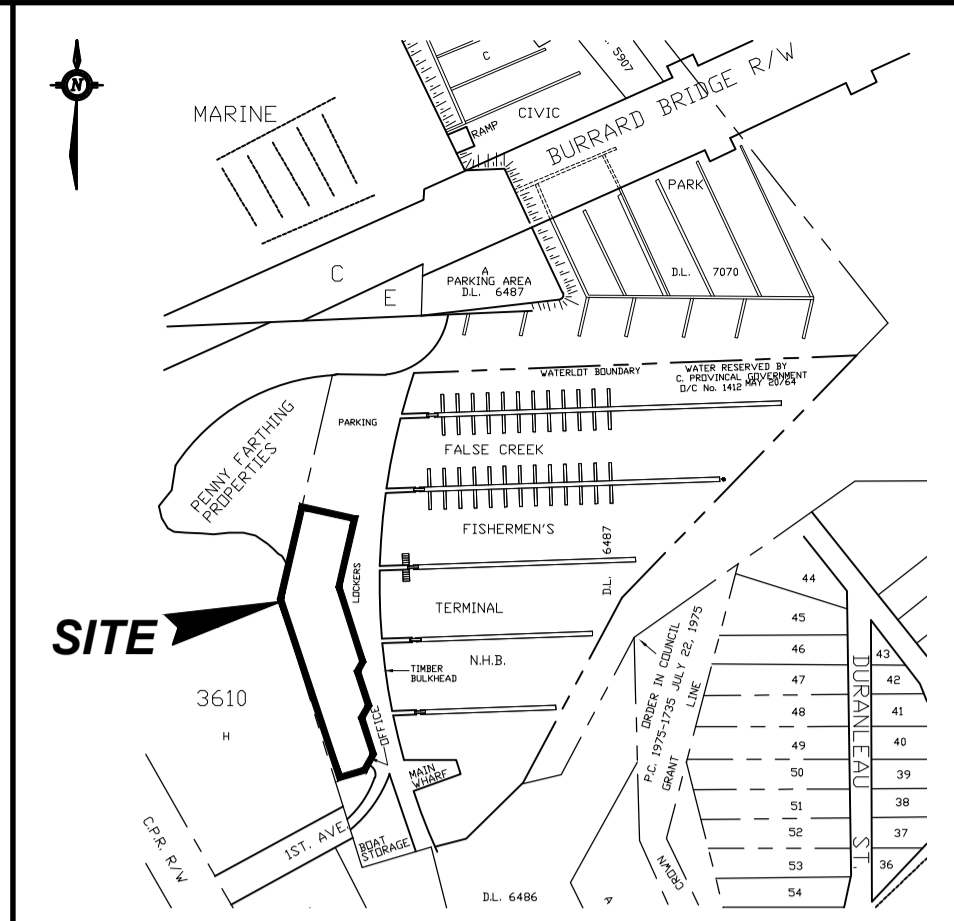 N
MARINE
C
5907
CIVIC
RAMP
BURRARD BRIDGE R/W
PARK
C
E
A
PARKING AREA
D.L. 6487
D.L. 7070
WATERLOT BOUNDARY
WATER RESERVED BY
C. PROVINCAL GOVERNMENT
O/C No. 1412 MAY 20/64
PENNY FARTHING
PROPERTIES
PARKING
FALSE CREEK
FISHERMEN'S
D.L. 6487
LOCKERS
TERMINAL
N.H.B.
TIMBER
BULKHEAD
SITE
3610
H
OFFICE
MAIN
WHARF
1ST. AVE.
BOAT
STORAGE
C.P.R. R/W
D.L. 6486
A
ORDER IN COUNCIL
P.C. 1975-1735 JULY 22, 1975
GRANT LINE
CROWN
44
45
46
47
48
49
50
51
52
53
54
DURANLEAU ST.
43
42
41
40
39
38
37
36